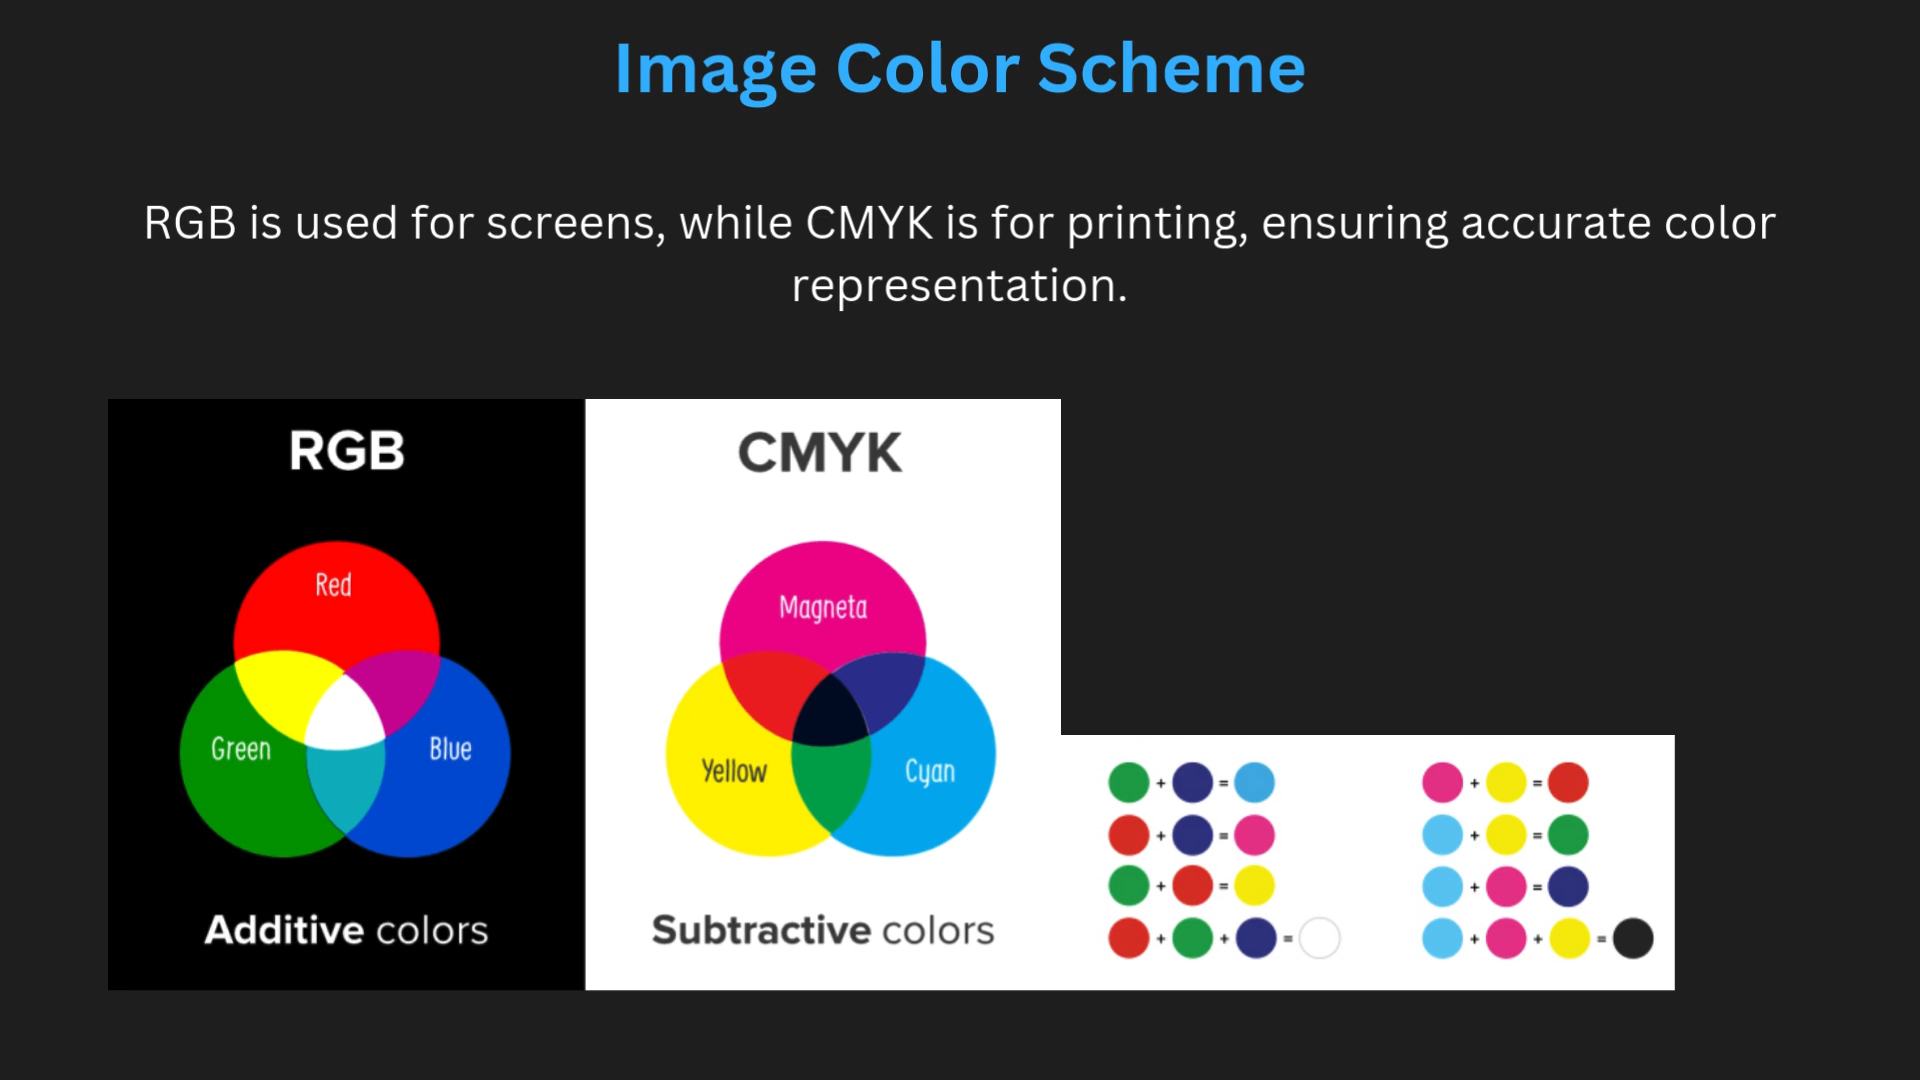 Image Color Scheme
RGB is used for screens, while CMYK is for printing, ensuring accurate color
representation.
RGB
Red
Green
Blue
Additive colors
CMYK
Magneta
Yellow
Cyan
Subtractive colors
+ =
+ =
+ =
+ + =
+ =
+ =
+ =
+ + =